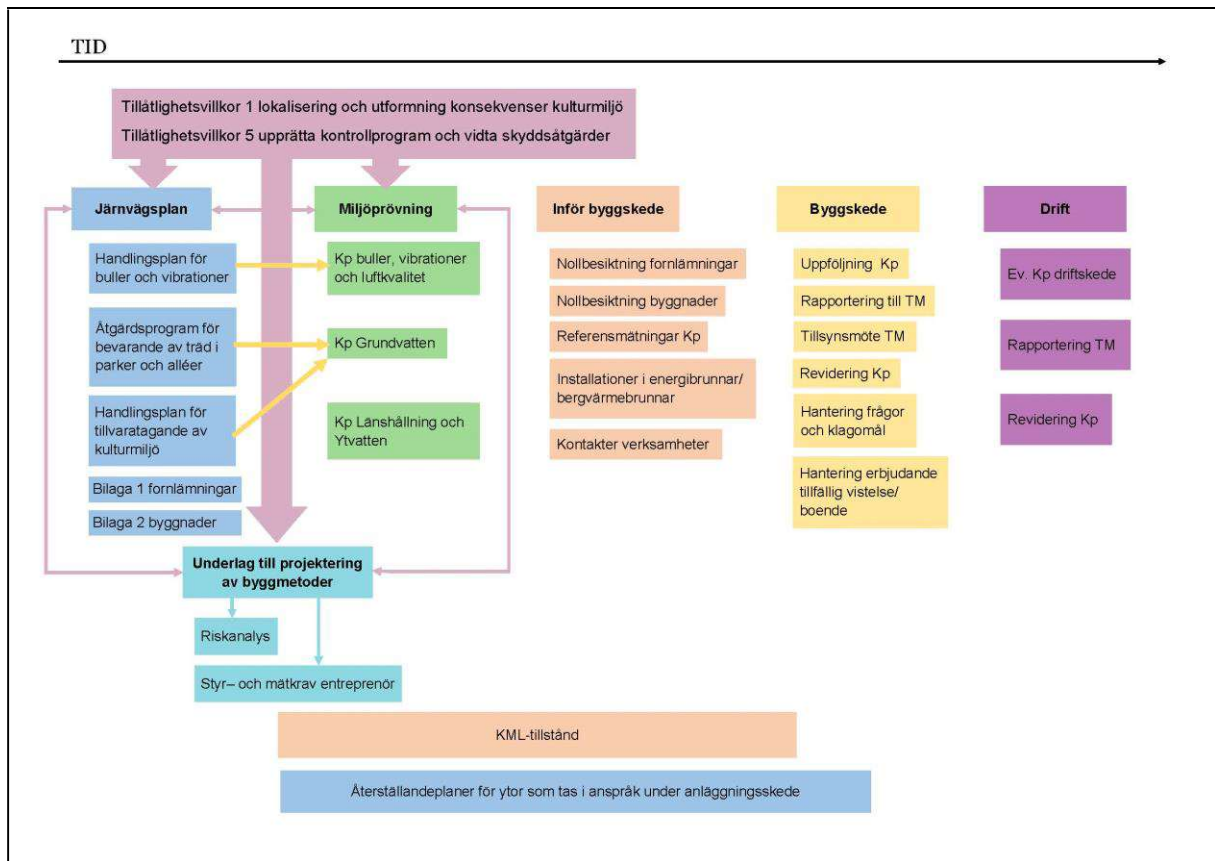 TID
Tillåtlighetsvillkor 1 lokalisering och utformning konsekvenser kulturmiljö
Tillåtlighetsvillkor 5 upprätta kontrollprogram och vidta skyddsåtgärder
Järnvägsplan
Handlingsplan för
buller och vibrationer
Åtgärdsprogram för
bevarande av träd i
parker och alléer
Handlingsplan för
tillvaratagande av
kulturmiljö
Bilaga 1 fornlämningar
Bilaga 2 byggnader
Miljöprövning
Kp buller, vibrationer
och luftkvalitet
Kp Grundvatten
Kp Länshållning och
Ytvatten
Inför byggskede
Nollbesiktning fornlämningar
Nollbesiktning byggnader
Referensmätningar Kp
Installationer i energibrunnar/
bergvärmebrunnar
Kontakter verksamheter
Byggskede
Uppföljning Kp
Rapportering till TM
Tillsynsmöte TM
Revidering Kp
Hantering frågor
och klagomål
Hantering erbjudande
tillfällig vistelse/
boende
Drift
Ev. Kp driftskede
Rapportering TM
Revidering Kp
Underlag till projektering
av byggmetoder
Riskanalys
Styr– och mätkrav entreprenör
KML-tillstånd
Återställandeplaner för ytor som tas i anspråk under anläggningsskede